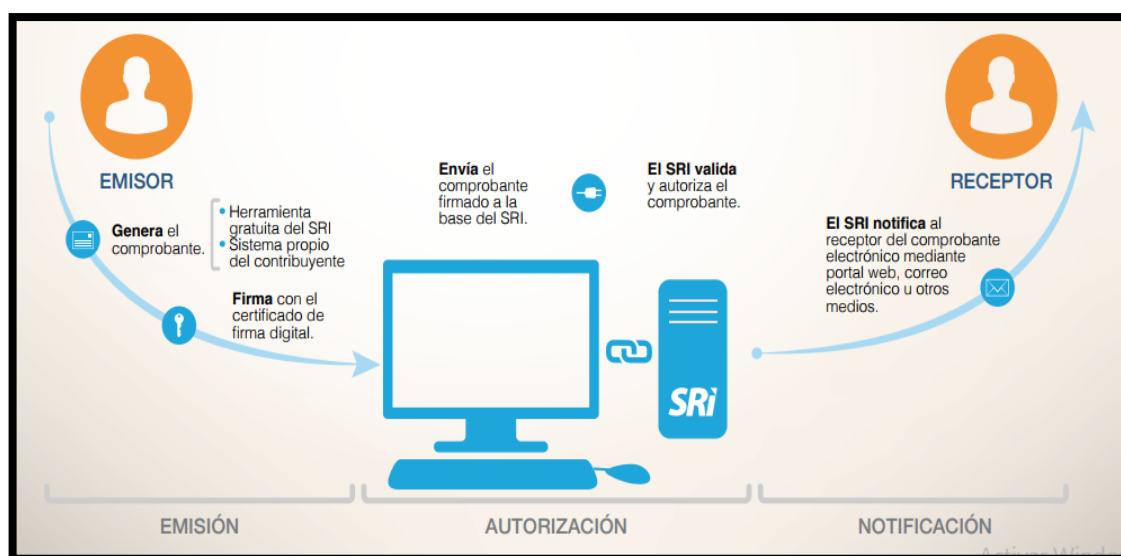 EMISOR
Genera el
comprobante.
• Herramienta
gratuita del SRI
• Sistema propio
del contribuyente
Firma con el
certificado de
firma digital.
Envía el
comprobante
firmado a la
base del SRI.
El SRI valida
y autoriza el
comprobante.
SRi
RECEPTOR
El SRI notifica al
receptor del comprobante
electrónico mediante
portal web, correo
electrónico u otros
medios.
EMISIÓN
AUTORIZACIÓN
NOTIFICACIÓN